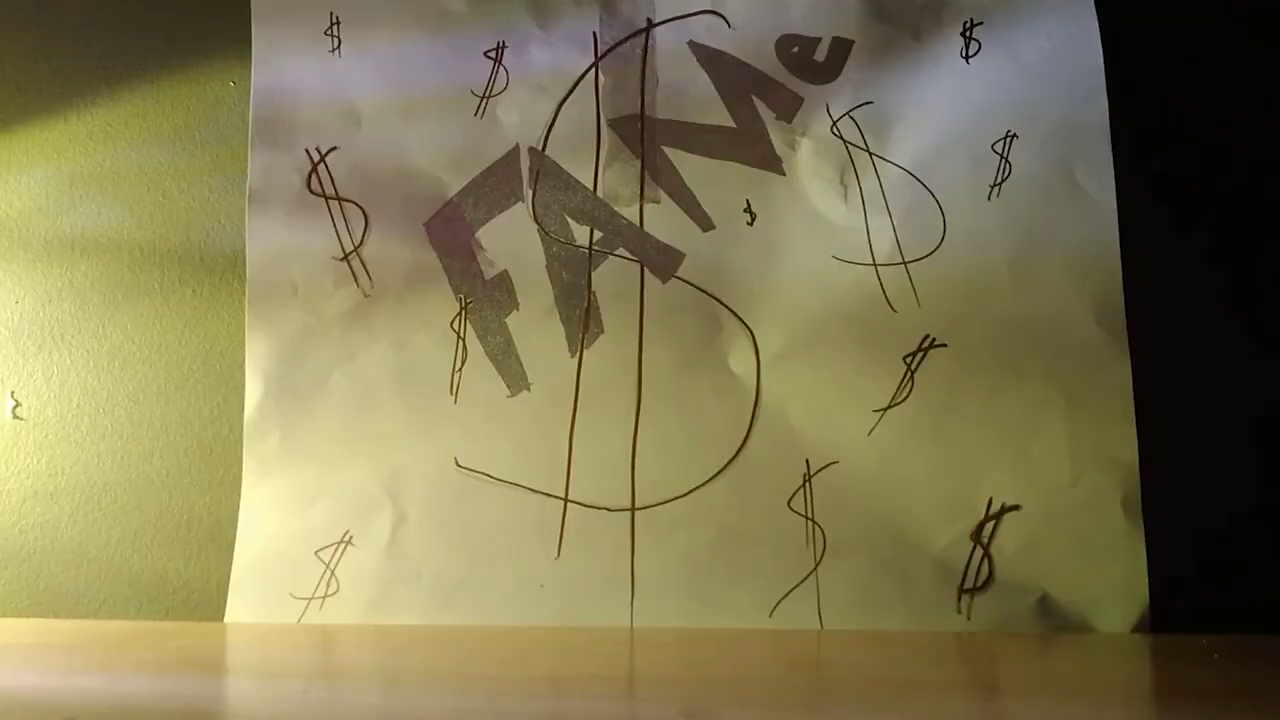 $ $ $
FAMe
$ $ $ $ $
$ $
$
$ $ $